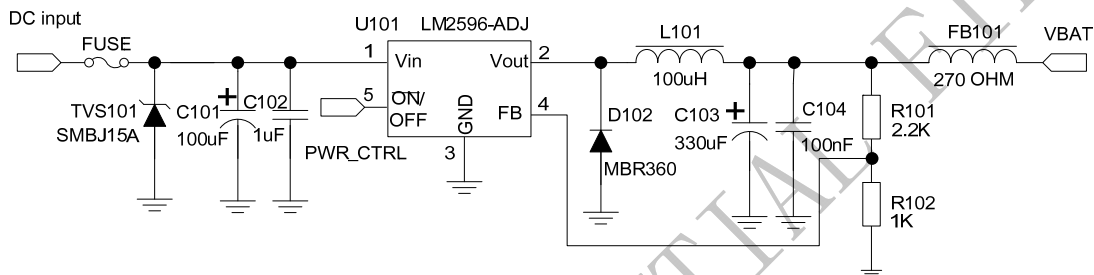 DC input
FUSE
TVS101
SMBJ15A
C101
100uF
C102
1uF
U101
LM2596-ADJ
1
Vin
Vout
2
5
ON/
OFF
GND
FB
4
3
PWR_CTRL
L101
100uH
D102
MBR360
C103
330uF
C104
100nF
R101
2.2K
R102
1K
FB101
270 OHM
VBAT